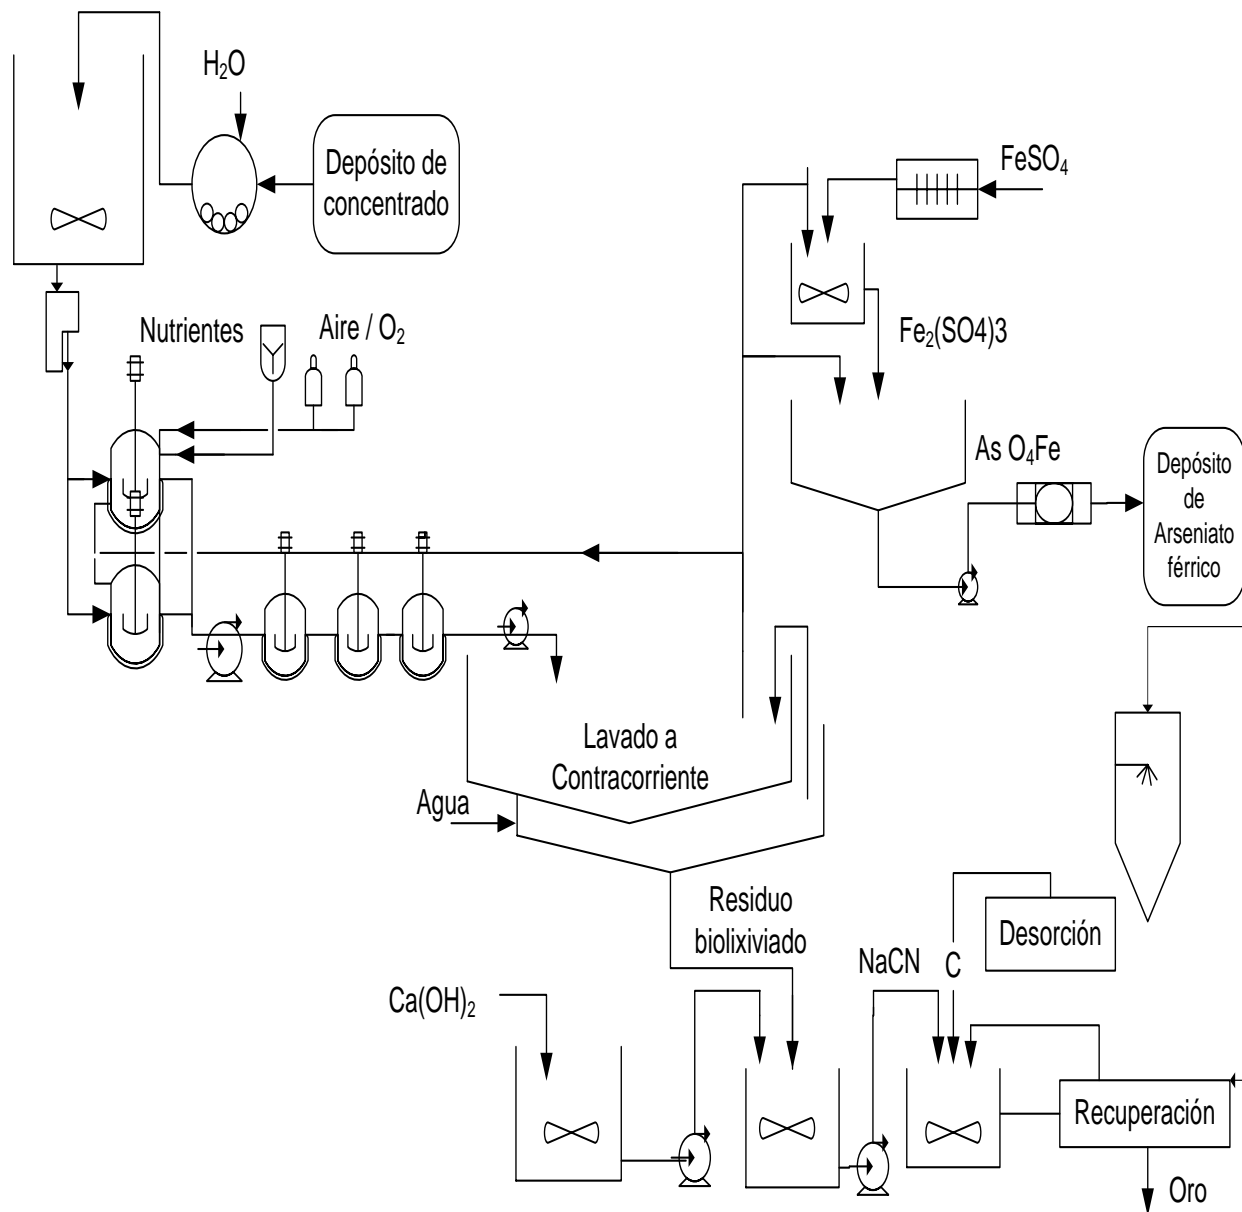 H₂O
Depósito de
concentrado
FeSO₄
Nutrientes
Aire / O₂
Fe₂(SO4)3
As O₄Fe
Depósito
de
Arseniato
férrico
Lavado a
Contracorriente
Agua
Residuo
biolixiviado
Desorción
NaCN
C
Ca(OH)₂
Recuperación
Oro